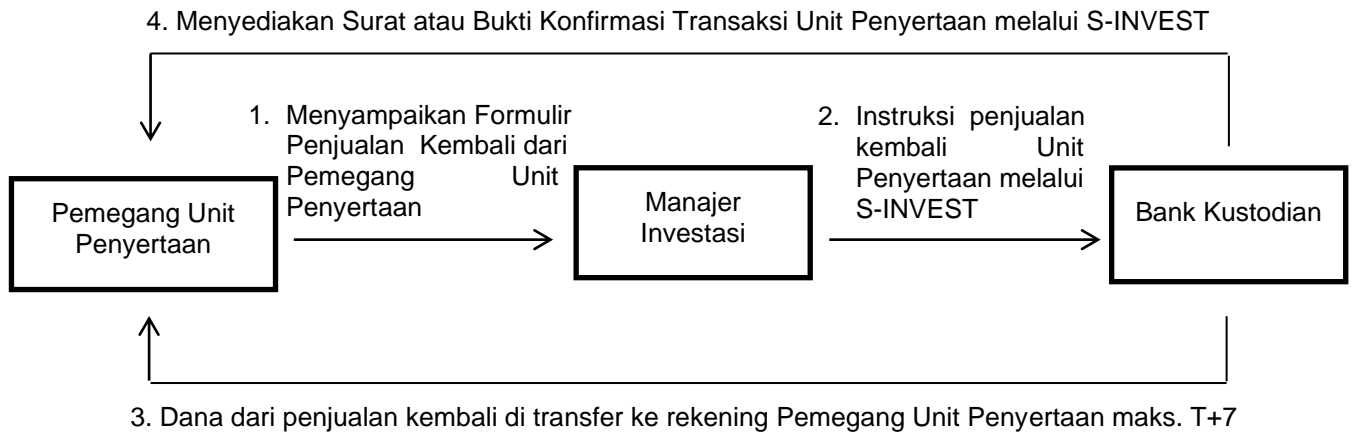 4. Menyediakan Surat atau Bukti Konfirmasi Transaksi Unit Penyertaan melalui S-INVEST
1. Menyampaikan Formulir
Penjualan Kembali dari
Pemegang Unit
Penyertaan
2. Instruksi penjualan
kembali Unit
Penyertaan melalui
S-INVEST
Pemegang Unit
Penyertaan
Manajer
Investasi
Bank Kustodian
3. Dana dari penjualan kembali di transfer ke rekening Pemegang Unit Penyertaan maks. T+7